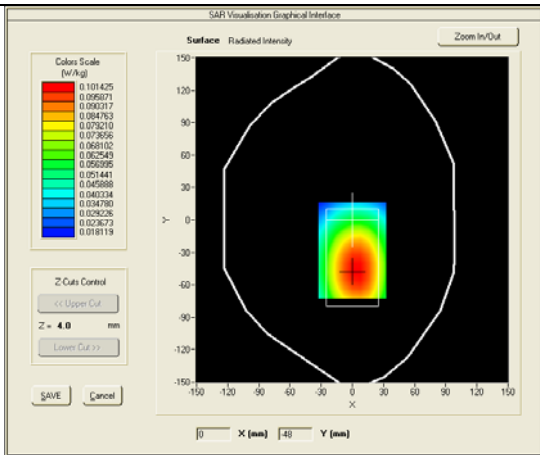 SAR Visualisation Graphical Interface
Surface Radiated Intensity
Zoom In/Out
Colors Scale
(W/kg)
0.101425
0.095871
0.090317
0.084763
0.079210
0.073656
0.068102
0.062549
0.056995
0.051441
0.045888
0.040334
0.034780
0.029226
0.023673
0.018119
150-
120-
90-
60-
30-
0-
-30-
-60-
-90-
-120-
-150-
Y
-150 -120 -90 -60 -30 0 30 60 90 120 150
X
Z Cuts Control
<< Upper Cut
Z = 4.0 mm
Lower Cut >>
SAVE Cancel
0 X (mm) -48 Y (mm)